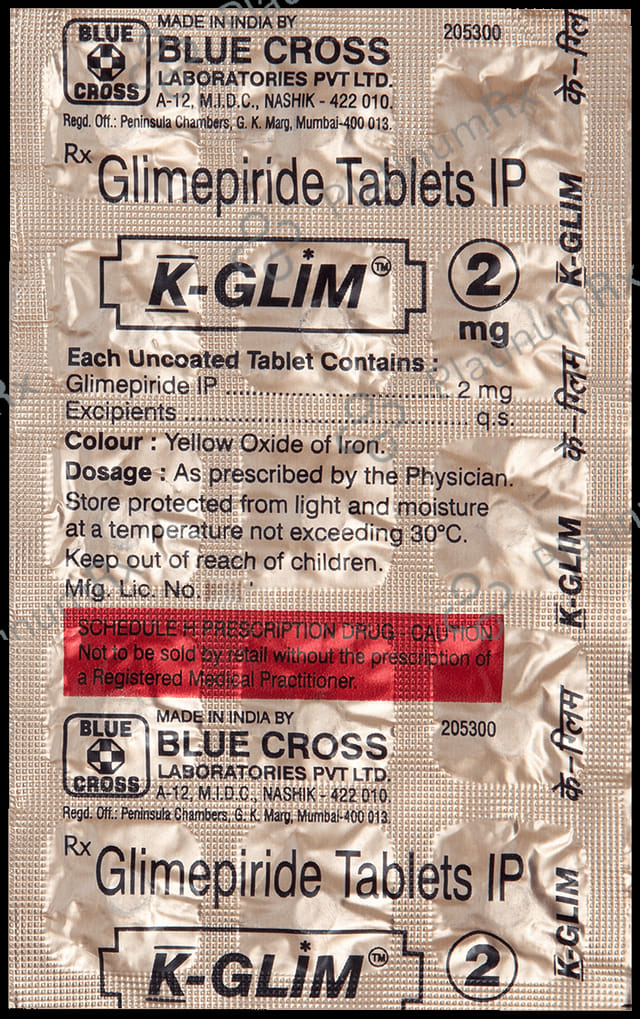 MADE IN INDIA BY
BLUE CROSS
BLUE CROSS
LABORATORIES PVT LTD.
A-12, M.I.D.C., NASHIK - 422 010.
Regd. Off.: Peninsula Chambers, G. K. Marg, Mumbai-400 013.
205300
Rx Glimepiride Tablets IP
K-GLIM* TM
2
mg
Each Uncoated Tablet Contains :
Glimepiride IP ................................ 2 mg
Excipients .......................................... q.s.
Colour : Yellow Oxide of Iron.
Dosage : As prescribed by the Physician.
Store protected from light and moisture
at a temperature not exceeding 30°C.
Keep out of reach of children.
Mfg. Lic. No.
SCHEDULE H PRESCRIPTION DRUG - CAUTION
Not to be sold by retail without the prescription of
a Registered Medical Practitioner.
MADE IN INDIA BY
BLUE CROSS
BLUE CROSS
LABORATORIES PVT LTD.
A-12, M.I.D.C., NASHIK - 422 010.
Regd. Off.: Peninsula Chambers, G. K. Marg, Mumbai-400 013.
205300
Rx Glimepiride Tablets IP
K-GLIM* TM
2
के-ग्लि
K-GLIM
के-ग्लिम
K-GLIM
के-ग्लिम
K-GLIM
PlatinumRx
PlatinumRx